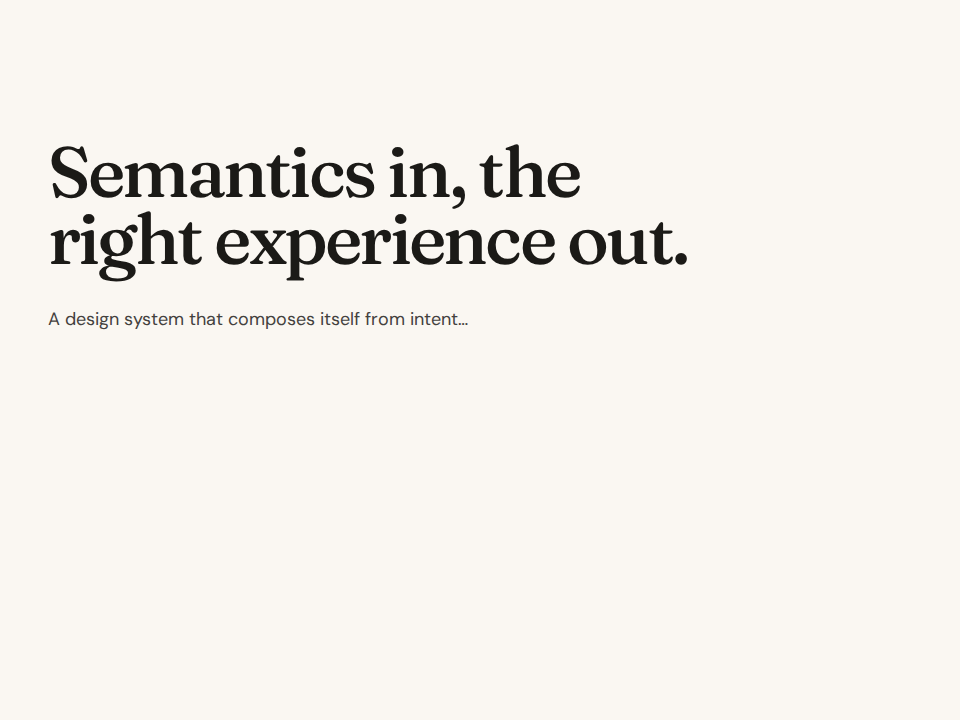 Semantics in, the
right experience out.
A design system that composes itself from intent…